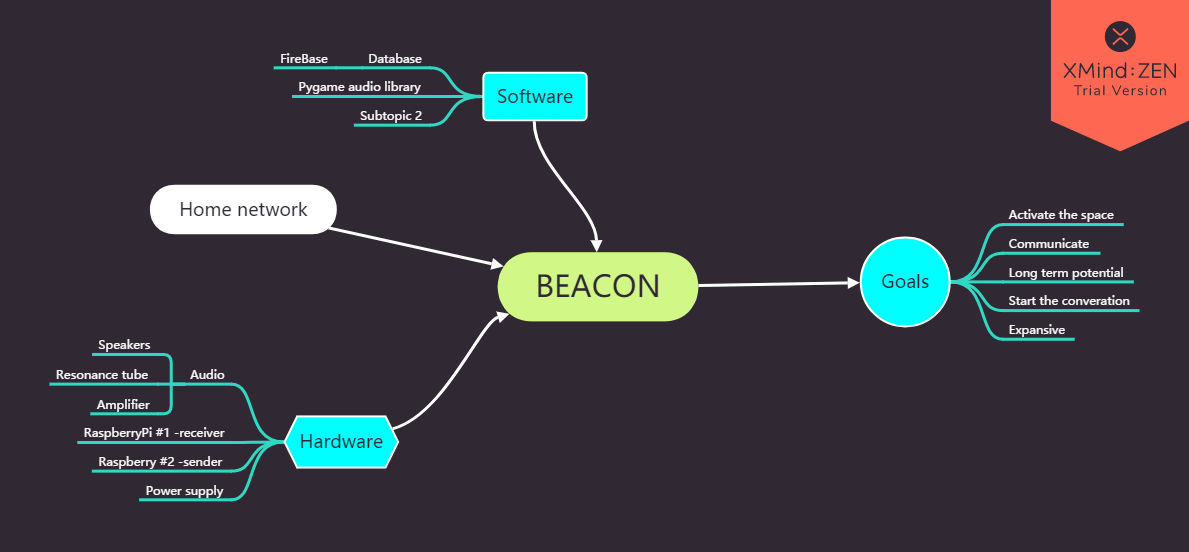 XMind:ZEN
Trial Version
FireBase
Database
Pygame audio library
Subtopic 2
Software
Home network
BEACON
Goals
Activate the space
Communicate
Long term potential
Start the converation
Expansive
Speakers
Resonance tube
Audio
Amplifier
RaspberryPi #1 -receiver
Raspberry #2 -sender
Power supply
Hardware